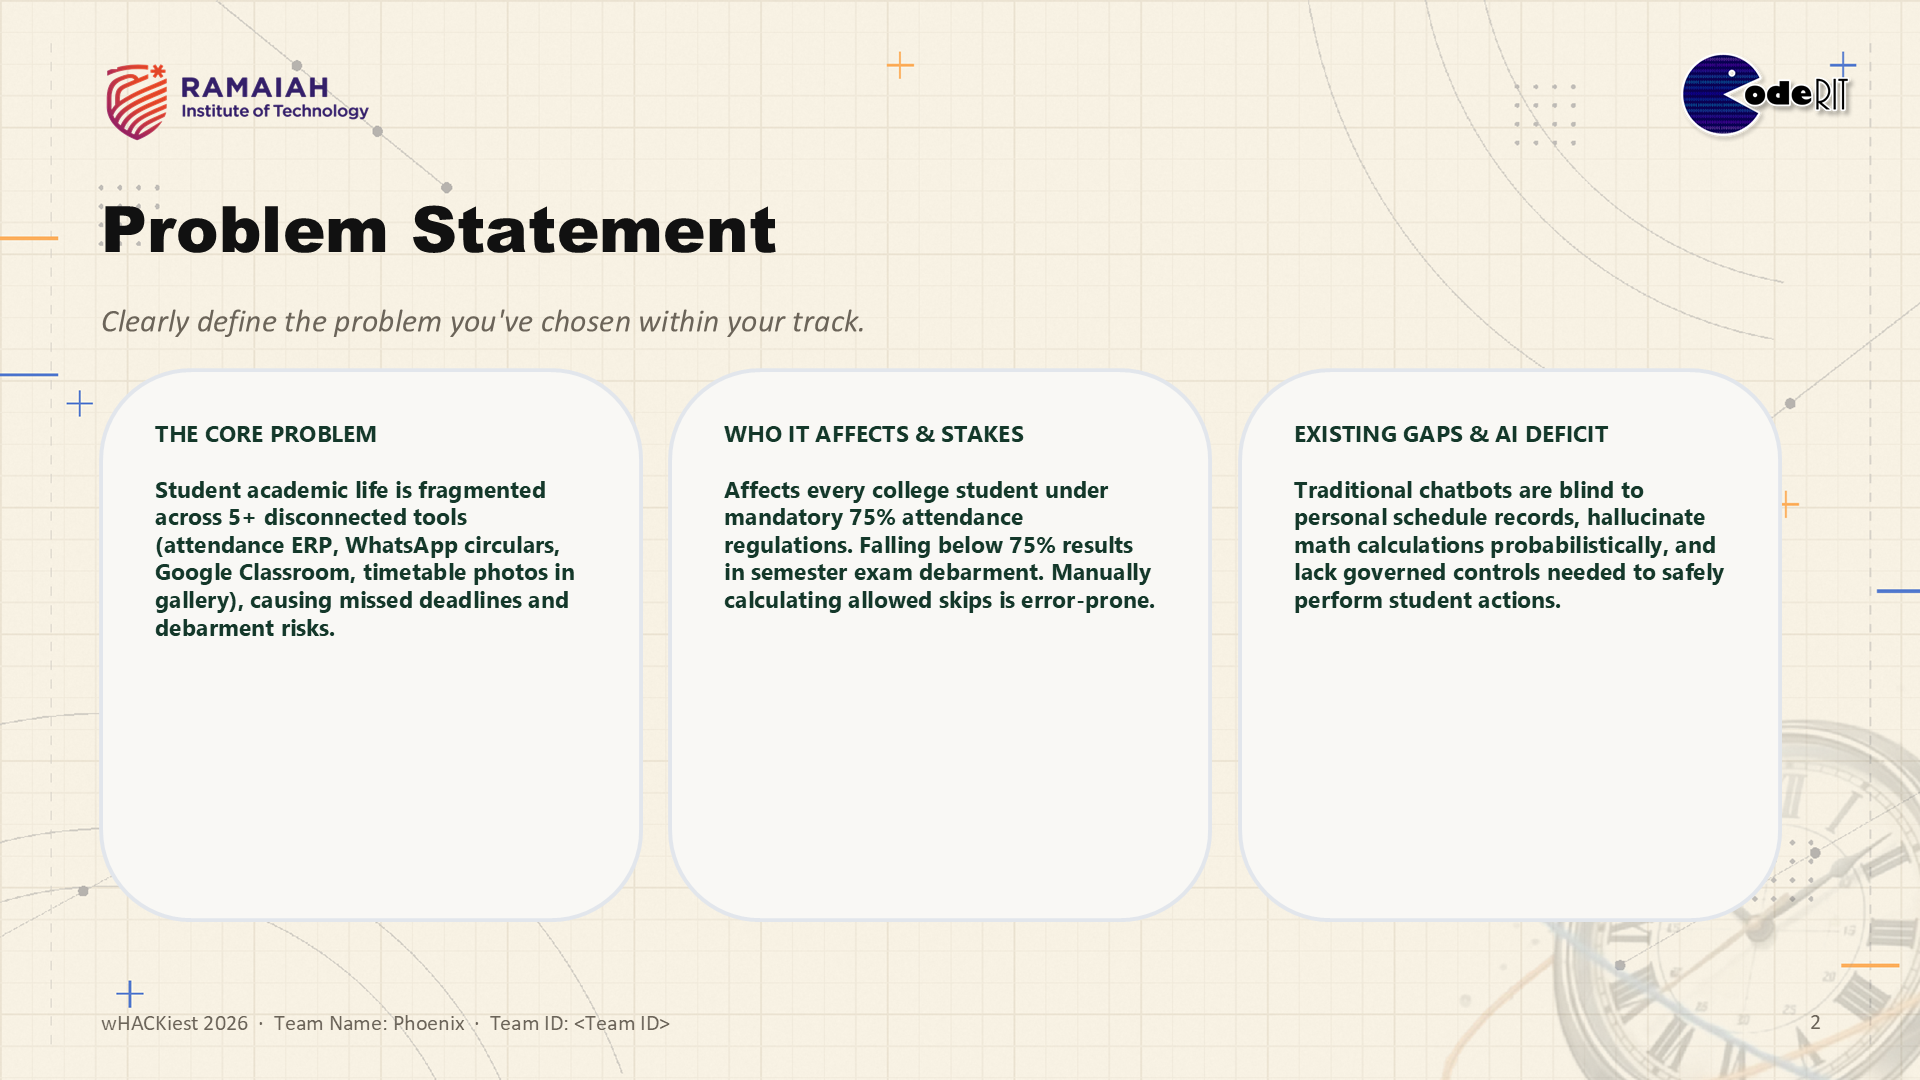 RAMAIAH
Institute of Technology
odeRIT
Problem Statement
Clearly define the problem you've chosen within your track.
THE CORE PROBLEM
Student academic life is fragmented
across 5+ disconnected tools
(attendance ERP, WhatsApp circulars,
Google Classroom, timetable photos in
gallery), causing missed deadlines and
debarment risks.
WHO IT AFFECTS & STAKES
Affects every college student under
mandatory 75% attendance
regulations. Falling below 75% results
in semester exam debarment. Manually
calculating allowed skips is error-prone.
EXISTING GAPS & AI DEFICIT
Traditional chatbots are blind to
personal schedule records, hallucinate
math calculations probabilistically, and
lack governed controls needed to safely
perform student actions.
wHACKiest 2026 · Team Name: Phoenix · Team ID: <Team ID>
2